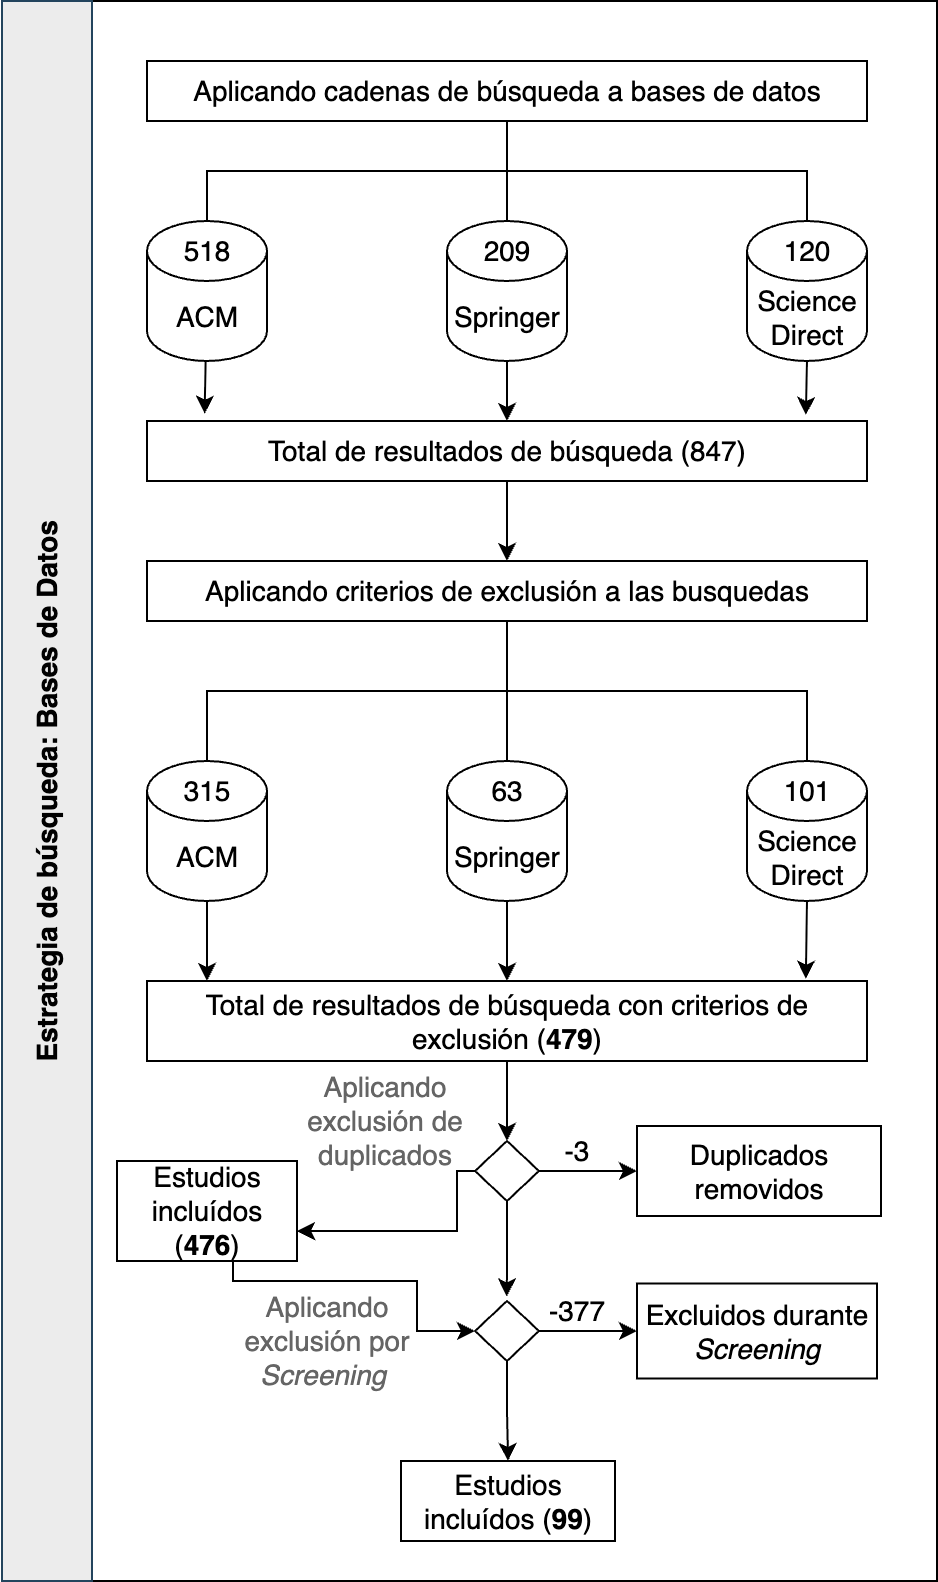 Estrategia de búsqueda: Bases de Datos
Aplicando cadenas de búsqueda a bases de datos
518
ACM
209
Springer
120
Science
Direct
Total de resultados de búsqueda (847)
Aplicando criterios de exclusión a las busquedas
315
ACM
63
Springer
101
Science
Direct
Total de resultados de búsqueda con criterios de
exclusión (479)
Aplicando
exclusión de
duplicados
-3
Duplicados
removidos
Estudios
incluídos
(476)
Aplicando
exclusión por
Screening
-377
Excluidos durante
Screening
Estudios
incluídos (99)